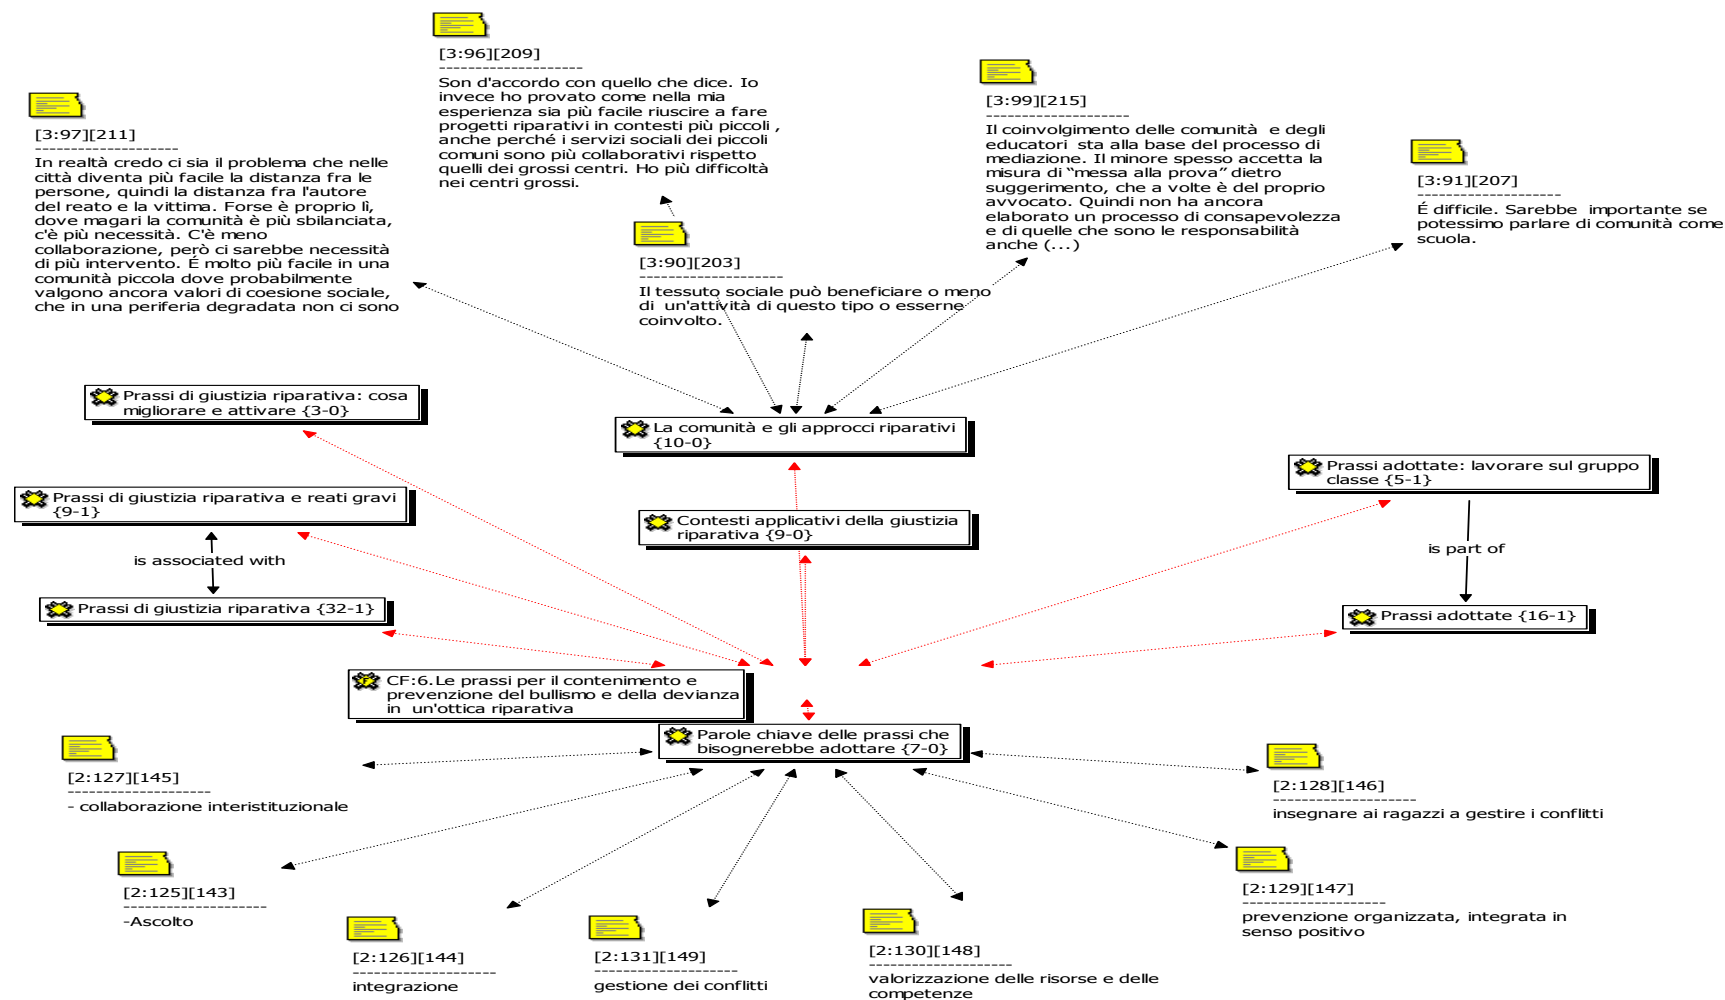 [3:96][209]
--------------------
Son d'accordo con quello che dice. Io
invece ho provato come nella mia
esperienza sia più facile riuscire a fare
progetti riparativi in contesti più piccoli ,
anche perché i servizi sociali dei piccoli
comuni sono più collaborativi rispetto
quelli dei grossi centri. Ho più difficoltà
nei centri grossi.
[3:97][211]
--------------------
In realtà credo ci sia il problema che nelle
città diventa più facile la distanza fra le
persone, quindi la distanza fra l'autore
del reato e la vittima. Forse è proprio lì,
dove magari la comunità è più sbilanciata,
c'è più necessità. C'è meno
collaborazione, però ci sarebbe necessità
di più intervento. É molto più facile in una
comunità piccola dove probabilmente
valgono ancora valori di coesione sociale,
che in una periferia degradata non ci sono
[3:99][215]
--------------------
Il coinvolgimento delle comunità  e degli
educatori  sta alla base del processo di
mediazione. Il minore spesso accetta la
misura di “messa alla prova” dietro
suggerimento, che a volte è del proprio
avvocato. Quindi non ha ancora
elaborato un processo di consapevolezza
e di quelle che sono le responsabilità
anche (...)
[3:91][207]
--------------------
É difficile. Sarebbe  importante se
potessimo parlare di comunità come
scuola.
[3:90][203]
--------------------
Il tessuto sociale può beneficiare o meno
di  un'attività di questo tipo o esserne
coinvolto.
Prassi di giustizia riparativa: cosa
migliorare e attivare {3-0}
La comunità e gli approcci riparativi
{10-0}
Prassi adottate: lavorare sul gruppo
classe {5-1}
Prassi di giustizia riparativa e reati gravi
{9-1}
Contesti applicativi della giustizia
riparativa {9-0}
is associated with
is part of
Prassi di giustizia riparativa {32-1}
Prassi adottate {16-1}
CF:6.Le prassi per il contenimento e
prevenzione del bullismo e della devianza
in  un'ottica riparativa
Parole chiave delle prassi che
bisognerebbe adottare {7-0}
[2:127][145]
--------------------
- collaborazione interistituzionale
[2:128][146]
--------------------
insegnare ai ragazzi a gestire i conflitti
[2:125][143]
--------------------
-Ascolto
[2:129][147]
--------------------
prevenzione organizzata, integrata in
senso positivo
[2:126][144]
--------------------
integrazione
[2:131][149]
--------------------
gestione dei conflitti
[2:130][148]
--------------------
valorizzazione delle risorse e delle
competenze